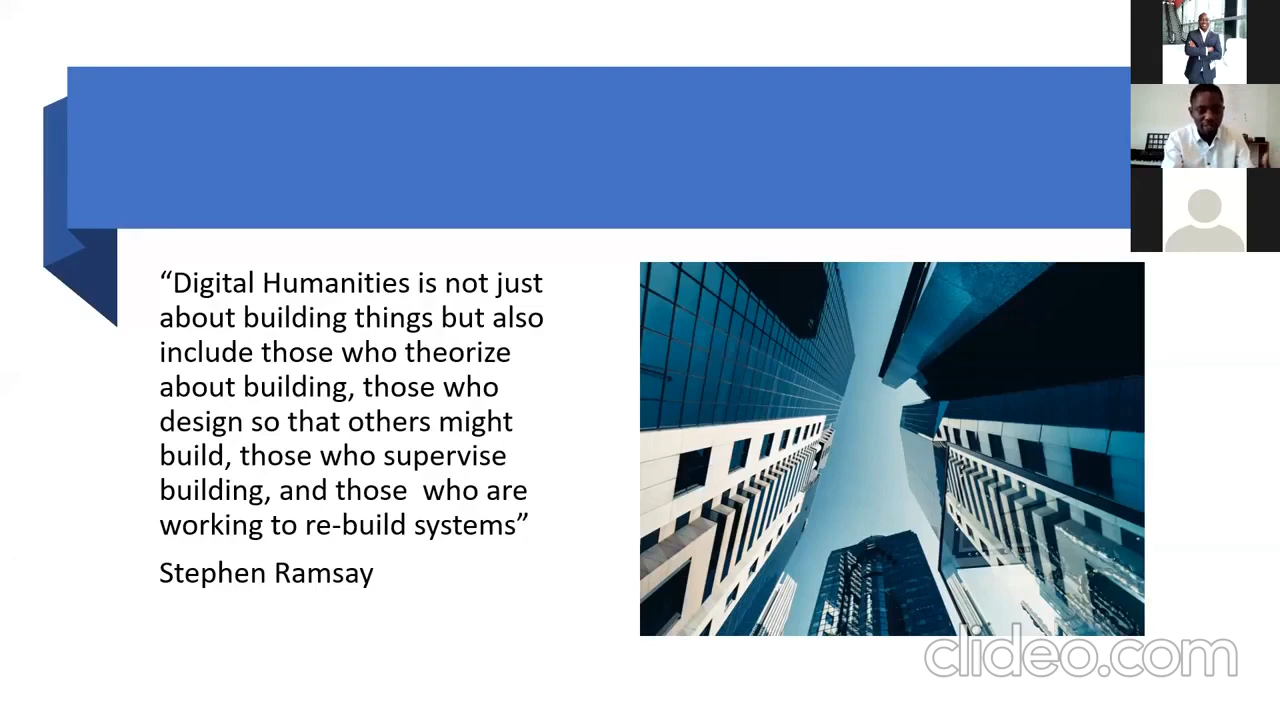 “Digital Humanities is not just
about building things but also
include those who theorize
about building, those who
design so that others might
build, those who supervise
building, and those  who are
working to re-build systems”
Stephen Ramsay
clideo.com